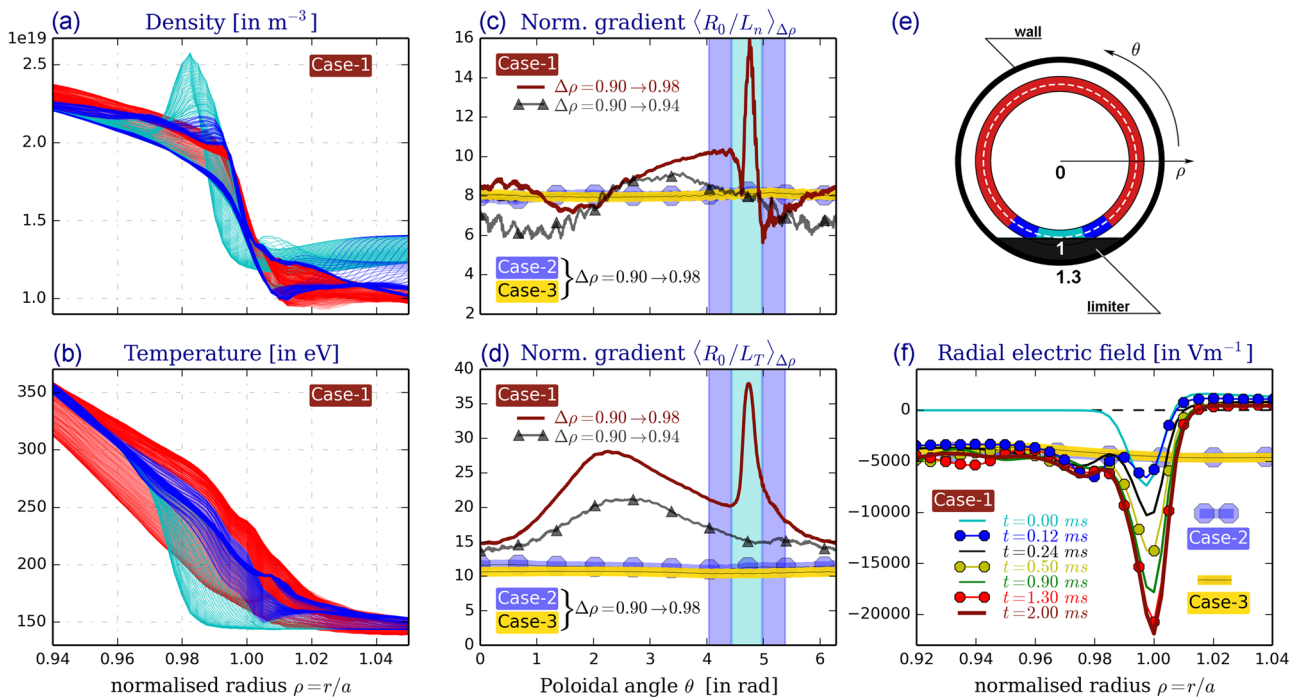 (a) Density [in m⁻³]
1e19
Case-1
2.5
2.0
1.5
1.0
(b) Temperature [in eV]
Case-1
350
300
250
200
150
0.94 0.96 0.98 1.00 1.02 1.04
normalised radius ρ=r/a
(c) Norm. gradient ⟨R₀/Lₙ⟩Δρ
16
14
12
10
8
6
4
2
Case-1
Δρ=0.90→0.98
Δρ=0.90→0.94
Case-2
Case-3
}Δρ=0.90→0.98
(d) Norm. gradient ⟨R₀/L_T⟩Δρ
40
35
30
25
20
15
10
5
0
Case-1
Δρ=0.90→0.98
Δρ=0.90→0.94
Case-2
Case-3
}Δρ=0.90→0.98
0 1 2 3 4 5 6
Poloidal angle θ [in rad]
(e)
wall
θ
0
ρ
1
1.3
limiter
(f) Radial electric field [in Vm⁻¹]
0
−5000
−10000
−15000
−20000
Case-1
t=0.00 ms
t=0.12 ms
t=0.24 ms
t=0.50 ms
t=0.90 ms
t=1.30 ms
t=2.00 ms
Case-2
Case-3
0.92 0.94 0.96 0.98 1.00 1.02 1.04
normalised radius ρ=r/a